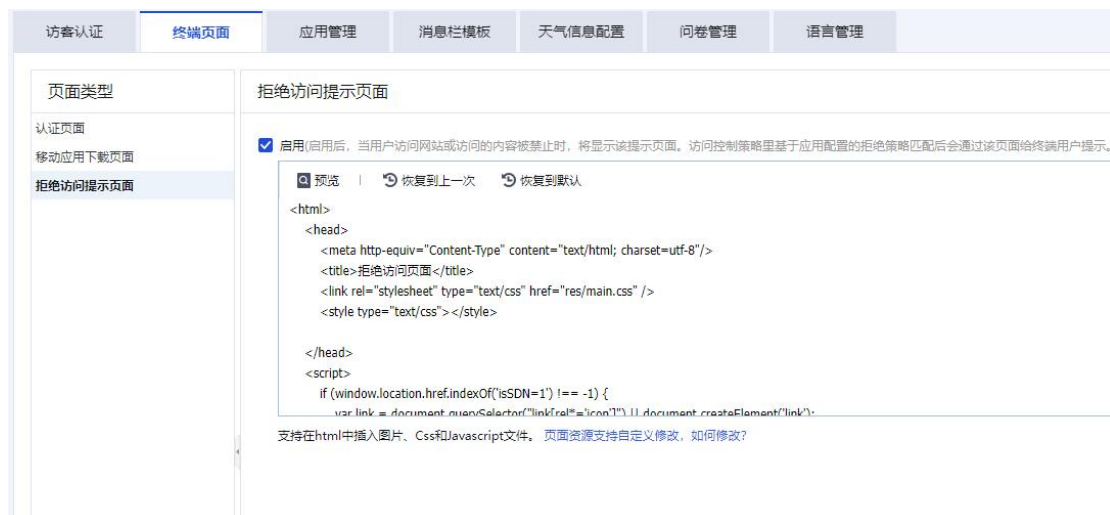 访客认证 终端页面 应用管理 消息栏模板 天气信息配置 问卷管理 语言管理
页面类型
认证页面
移动应用下载页面
拒绝访问提示页面
拒绝访问提示页面
启用(启用后，当用户访问网站或访问的内容被禁止时，将显示该提示页面。访问控制策略里基于应用配置的拒绝策略匹配后会通过该页面给终端用户提示。
预览 | 恢复到上一次 恢复到默认
<html>
<head>
<meta http-equiv="Content-Type" content="text/html; charset=utf-8"/>
<title>拒绝访问页面</title>
<link rel="stylesheet" type="text/css" href="res/main.css" />
<style type="text/css"></style>
</head>
<script>
if (window.location.href.indexOf('isSDN=1') !== -1) {
var link = document.querySelector("link[rel*='icon']") || document.createElement('link');
支持在html中插入图片、Css和Javascript文件。 页面资源支持自定义修改，如何修改?